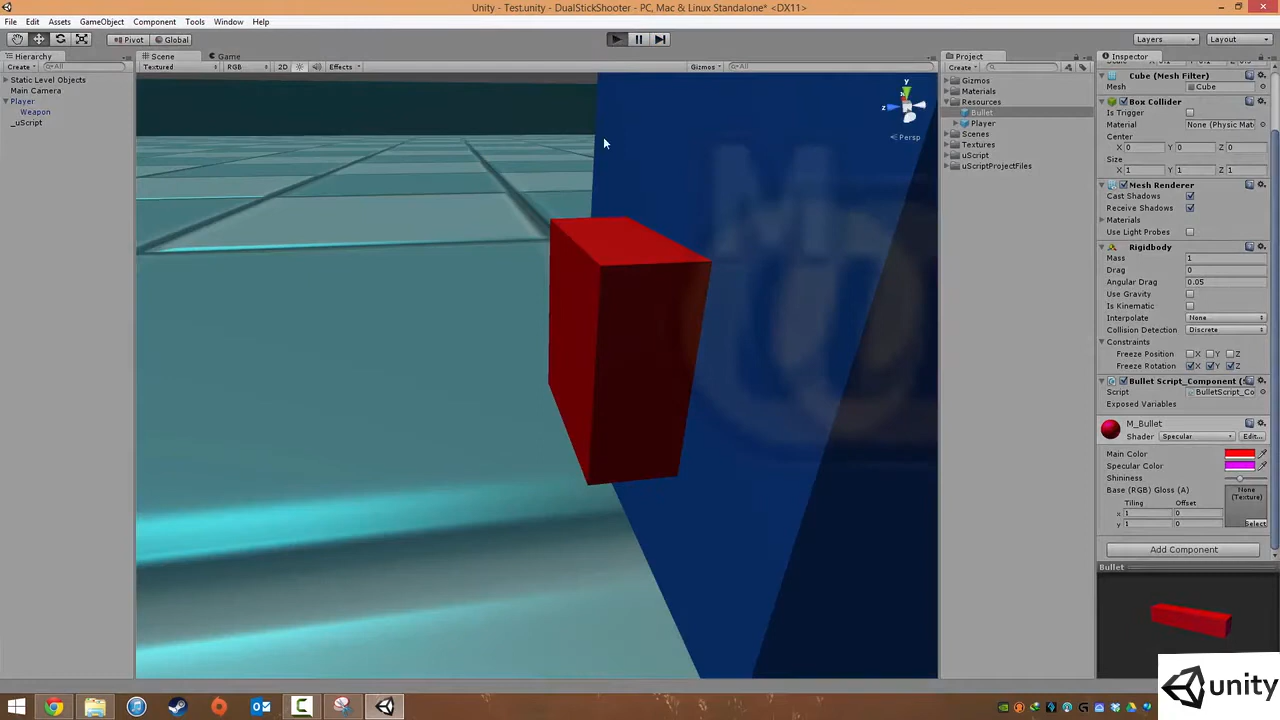 Unity - Test.unity - DualStickShooter - PC, Mac & Linux Standalone* <DX11>
File Edit Assets GameObject Component Tools Window Help
Pivot Global Layers Layout
Hierarchy Scene Game Project Inspector
Create All Textured RGB 2D Effects Gizmos All Create
Static Level Objects
Main Camera
Player
Weapon
_uScript
y
x
z
Persp
MU
Gizmos
Materials
Resources
Bullet
Player
Scenes
Textures
uScript
uScriptProjectFiles
Cube (Mesh Filter)
Mesh Cube
Box Collider
Is Trigger
Material None (Physic Mat
Center
X 0 Y 0 Z 0
Size
X 1 Y 1 Z 1
Mesh Renderer
Cast Shadows
Receive Shadows
Materials
Use Light Probes
Rigidbody
Mass 1
Drag 0
Angular Drag 0.05
Use Gravity
Is Kinematic
Interpolate None
Collision Detection Discrete
Constraints
Freeze Position X Y Z
Freeze Rotation X Y Z
Bullet Script_Component (S
Script BulletScript_Co
Exposed Variables
M_Bullet
Shader Specular Edit...
Main Color
Specular Color
Shininess
Base (RGB) Gloss (A) None (Texture)
Tiling Offset
x 1 0
y 1 0 Select
Add Component
Bullet
unity